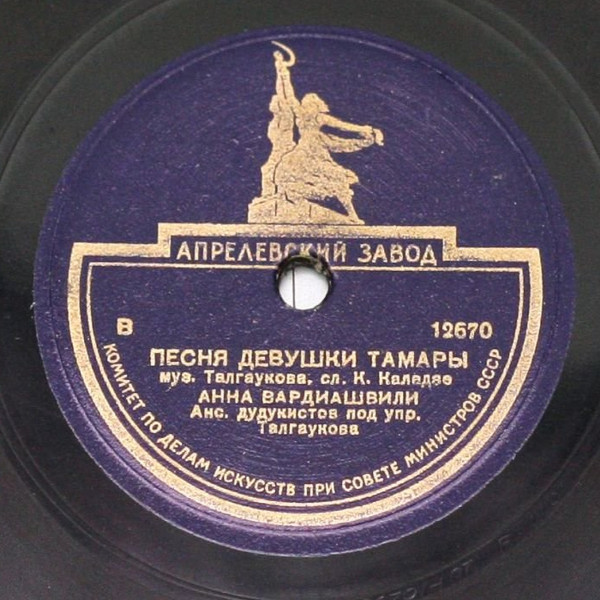 АПРЕЛЕВСКИЙ ЗАВОД
В 12670
ПЕСНЯ ДЕВУШКИ ТАМАРЫ
муз. Талгаукова, сл. К. Каладзе
АННА ВАРДИАШВИЛИ
Анс. дудукистов под упр.
Талгаукова
КОМИТЕТ ПО ДЕЛАМ ИСКУССТВ ПРИ СОВЕТЕ МИНИСТРОВ СССР